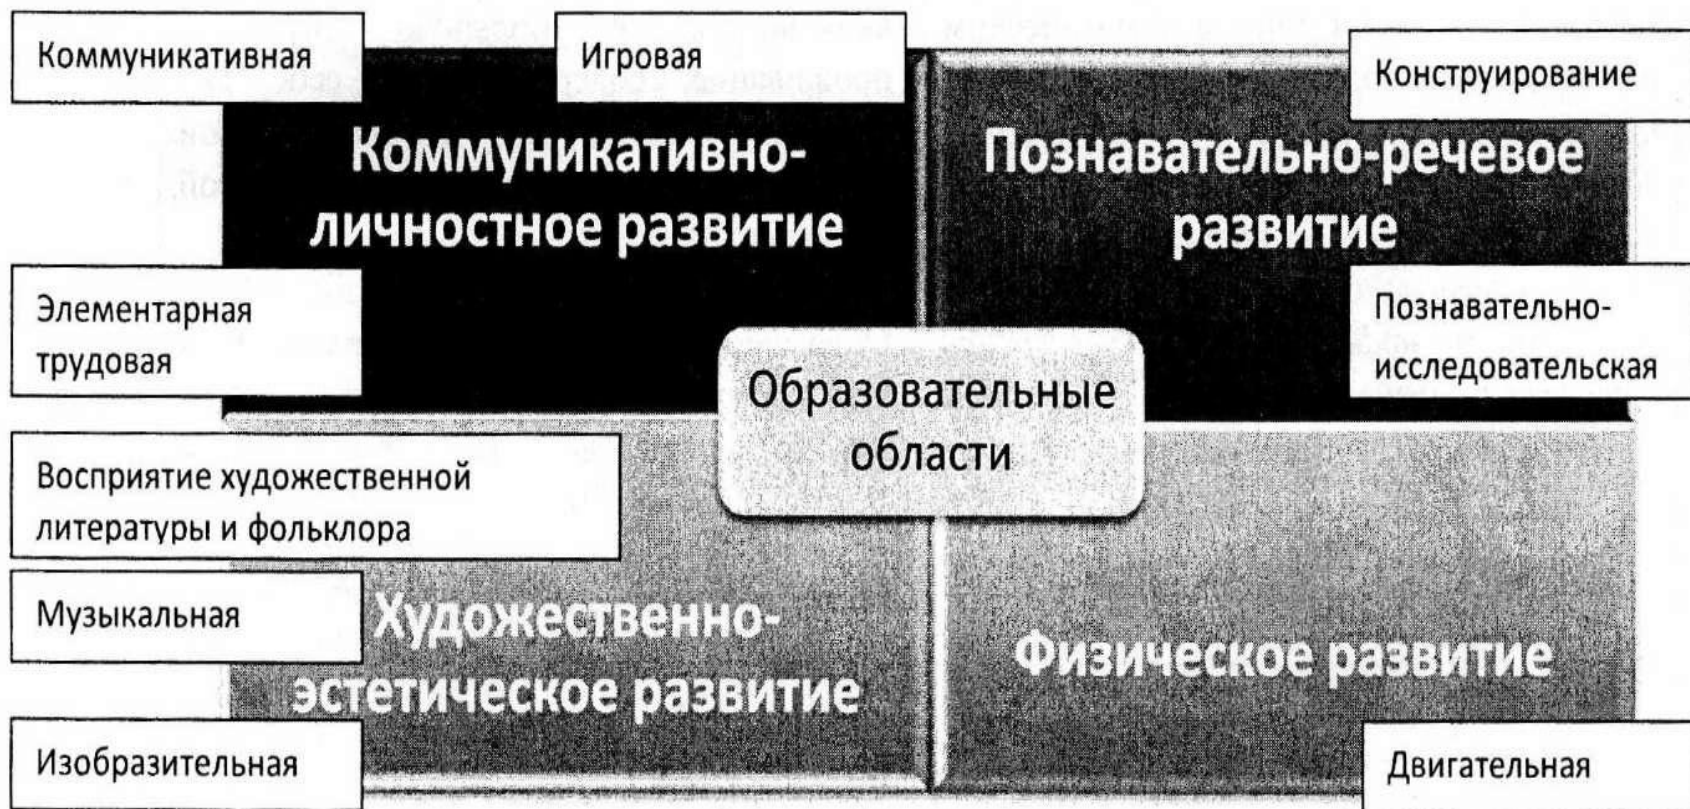 Коммуникативная
Игровая
Конструирование
Коммуникативно-
личностное развитие
Познавательно-речевое
развитие
Элементарная
трудовая
Познавательно-
исследовательская
Образовательные
области
Восприятие художественной
литературы и фольклора
Музыкальная
Художественно-
эстетическое развитие
Физическое развитие
Изобразительная
Двигательная